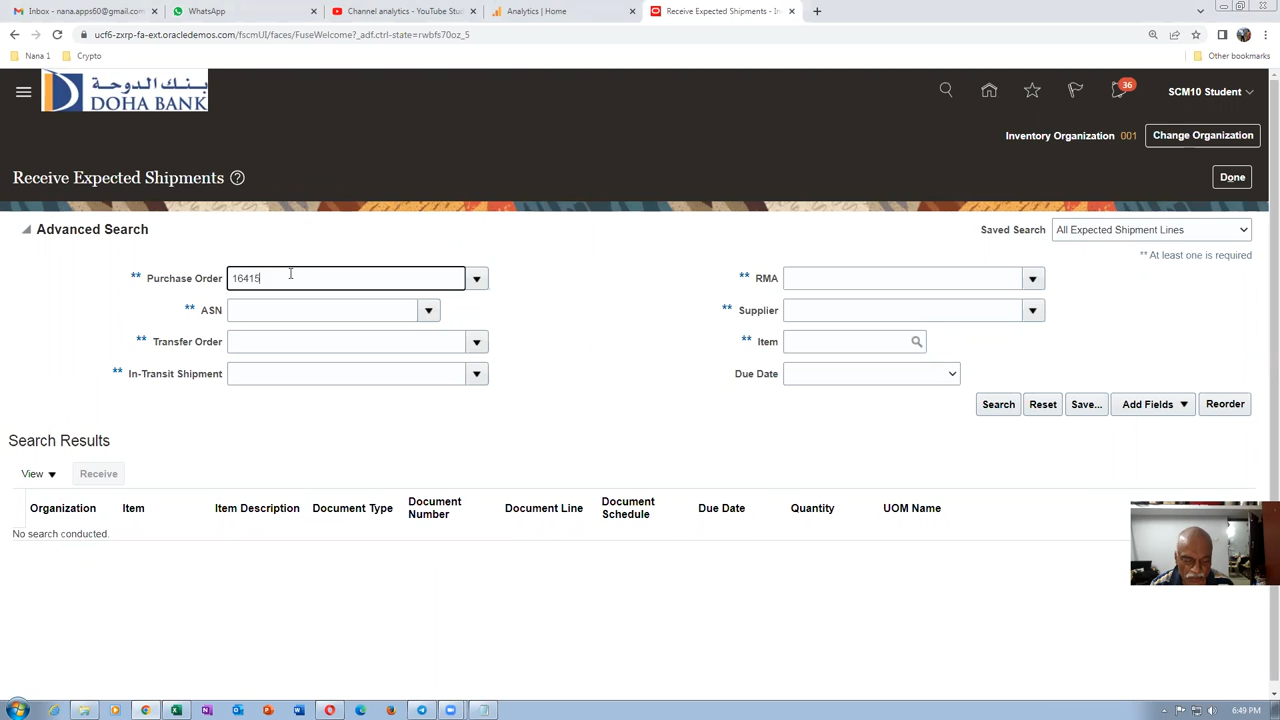 Inbox - nana.apps60@gmail.com
WhatsApp
Channel analytics - YouTube Stud
Analytics | Home
Receive Expected Shipments - In
ucf6-zxrp-fa-ext.oracledemos.com/fscmUI/faces/FuseWelcome?_adf.ctrl-state=rwbfs70oz_5
Nana 1
Crypto
Other bookmarks
بنك الدوحة
DOHA BANK
36
SCM10 Student
Inventory Organization 001
Change Organization
Receive Expected Shipments
Done
Advanced Search
Saved Search
All Expected Shipment Lines
** At least one is required
** Purchase Order
16415
** RMA
** ASN
** Supplier
** Transfer Order
** Item
** In-Transit Shipment
Due Date
Search
Reset
Save...
Add Fields
Reorder
Search Results
View
Receive
Organization
Item
Item Description
Document Type
Document Number
Document Line
Document Schedule
Due Date
Quantity
UOM Name
No search conducted.
6:49 PM